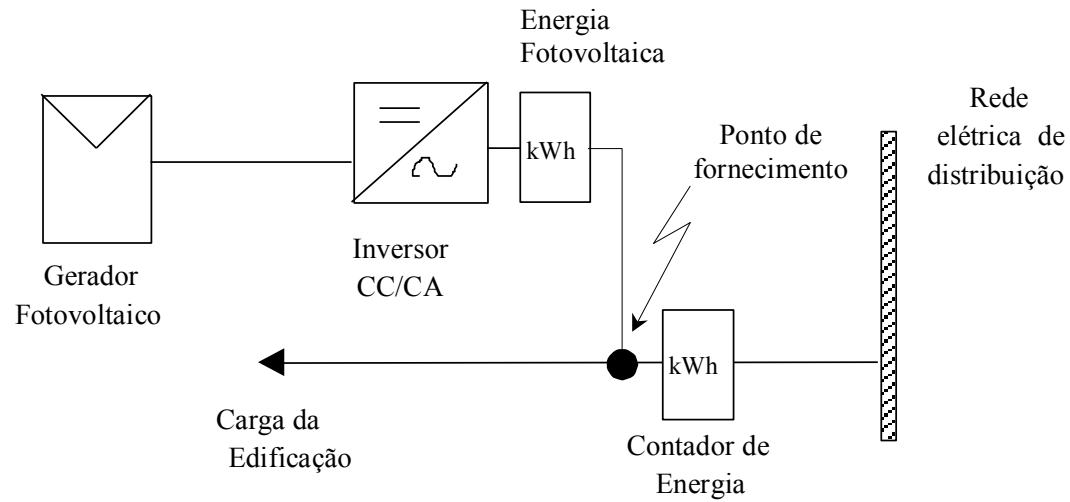 Energia
Fotovoltaica
kWh
Ponto de
fornecimento
Rede
elétrica de
distribuição
Inversor
CC/CA
Gerador
Fotovoltaico
kWh
Carga da
Edificação
Contador de
Energia